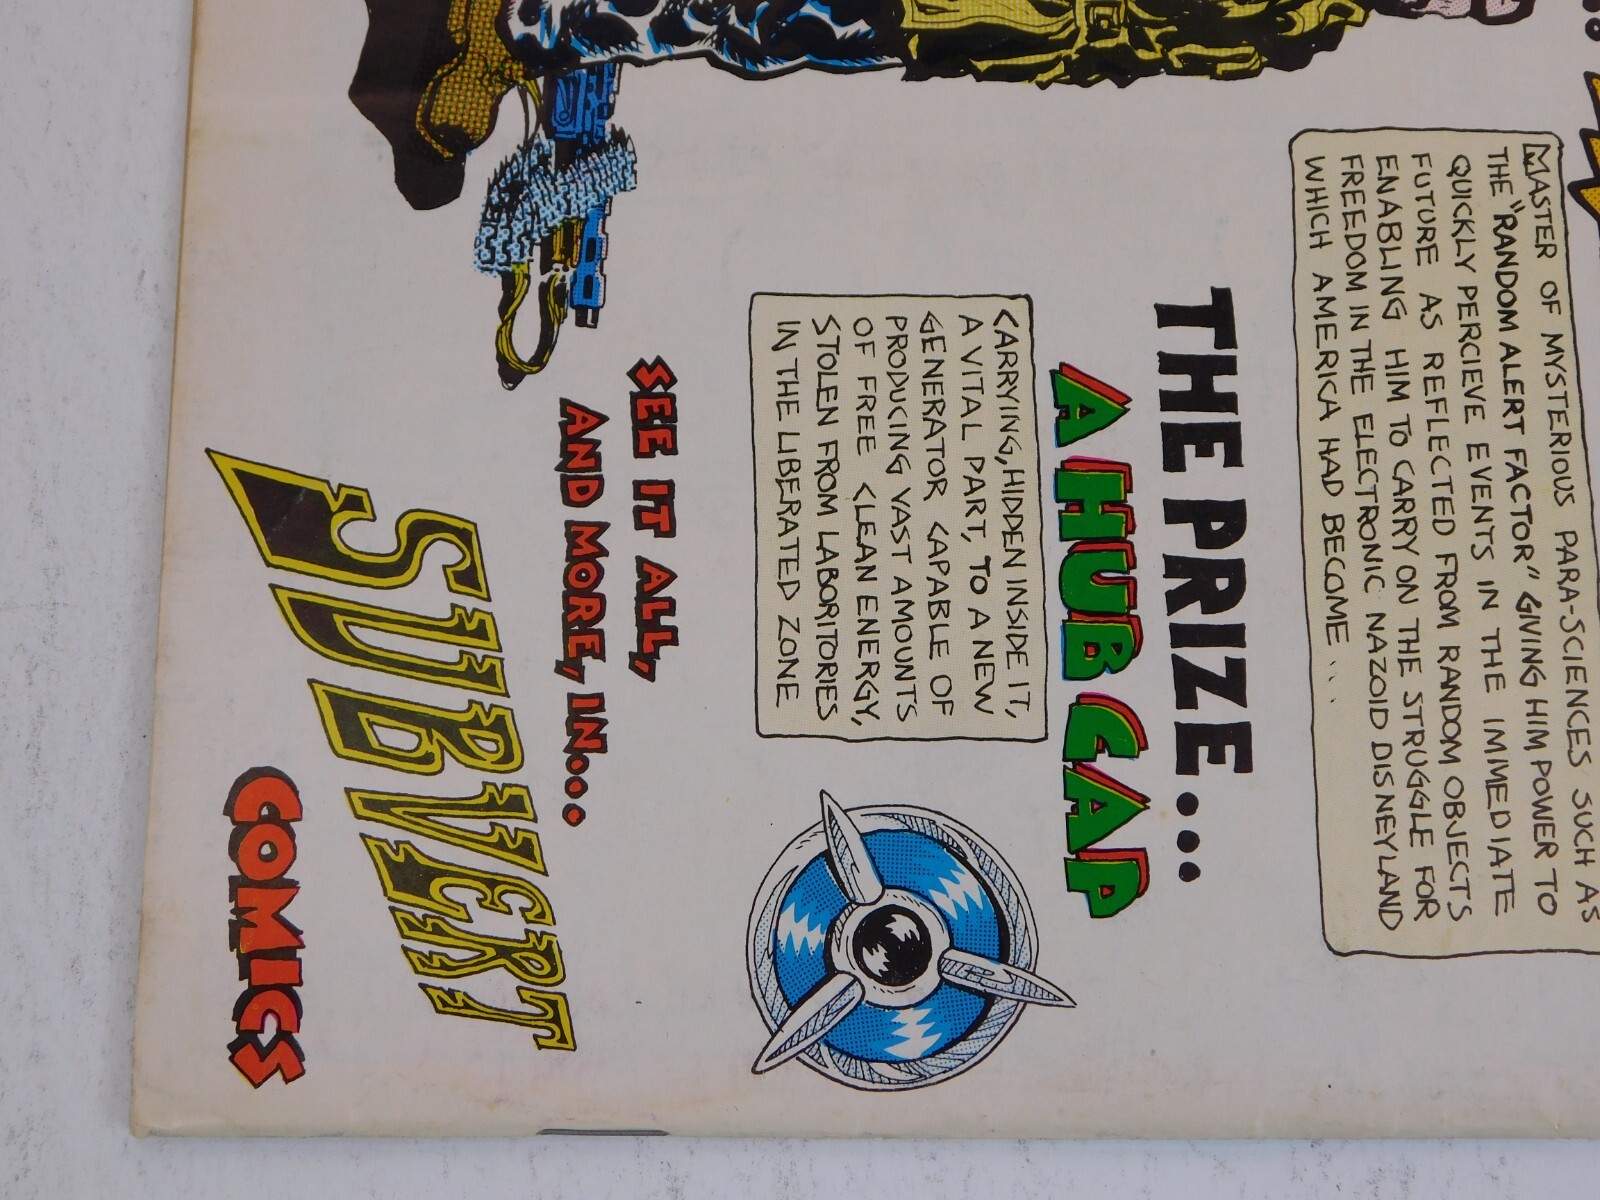 MASTER OF MYSTERIOUS PARA-SCIENCES SUCH AS
THE "RANDOM ALERT FACTOR" GIVING HIM POWER TO
QUICKLY PERCIEVE EVENTS IN THE IMMEDIATE
FUTURE AS REFLECTED FROM RANDOM OBJECTS
ENABLING HIM TO CARRY ON THE STRUGGLE FOR
FREEDOM IN THE ELECTRONIC NAZOID DISNEYLAND
WHICH AMERICA HAD BECOME...
THE PRIZE...
A HUB CAP
CARRYING, HIDDEN INSIDE IT,
A VITAL PART, TO A NEW
GENERATOR CAPABLE OF
PRODUCING VAST AMOUNTS
OF FREE CLEAN ENERGY,
STOLEN FROM LABORITORIES
IN THE LIBERATED ZONE
SEE IT ALL,
AND MORE, IN...
SUBVERT
COMICS